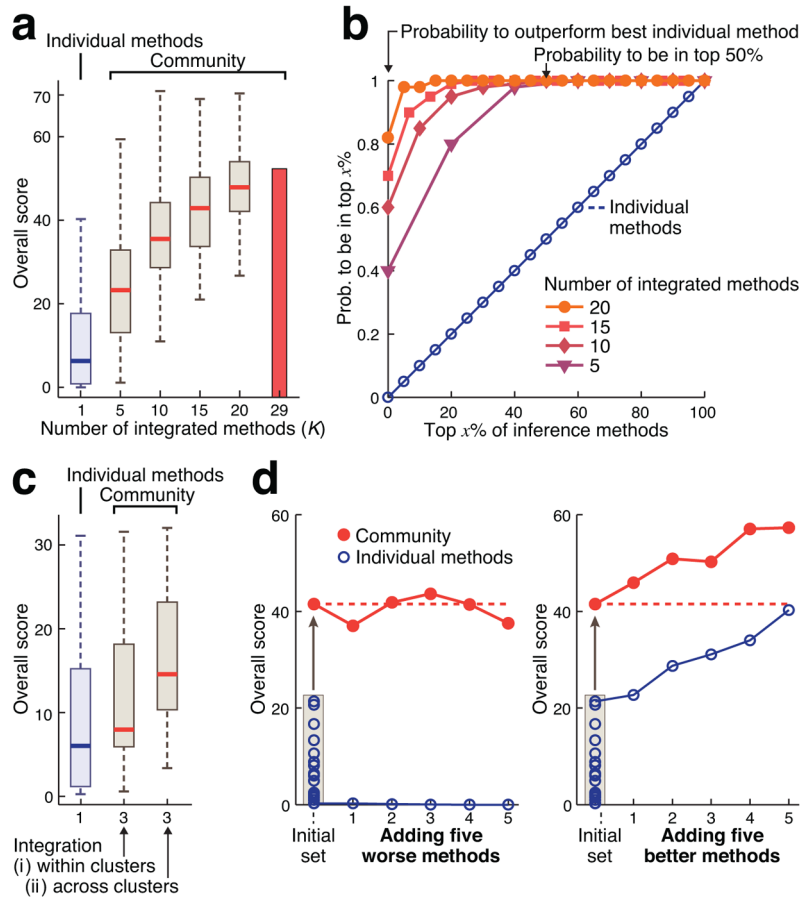 a
Individual methods
Community
Overall score
70
60
40
20
0
1 5 10 15 20 29
Number of integrated methods (K)
b
Probability to outperform best individual method
Probability to be in top 50%
Prob. to be in top x%
1
0.8
0.6
0.4
0.2
0
0 20 40 60 80 100
Top x% of inference methods
Individual
methods
Number of integrated methods
20
15
10
5
c
Individual methods
Community
Overall score
30
20
10
0
1 3 3
Integration
(i) within clusters
(ii) across clusters
d
Overall score
60
40
20
0
Community
Individual methods
Initial
set
1 2 3 4 5
Adding five
worse methods
Overall score
60
40
20
0
Initial
set
1 2 3 4 5
Adding five
better methods